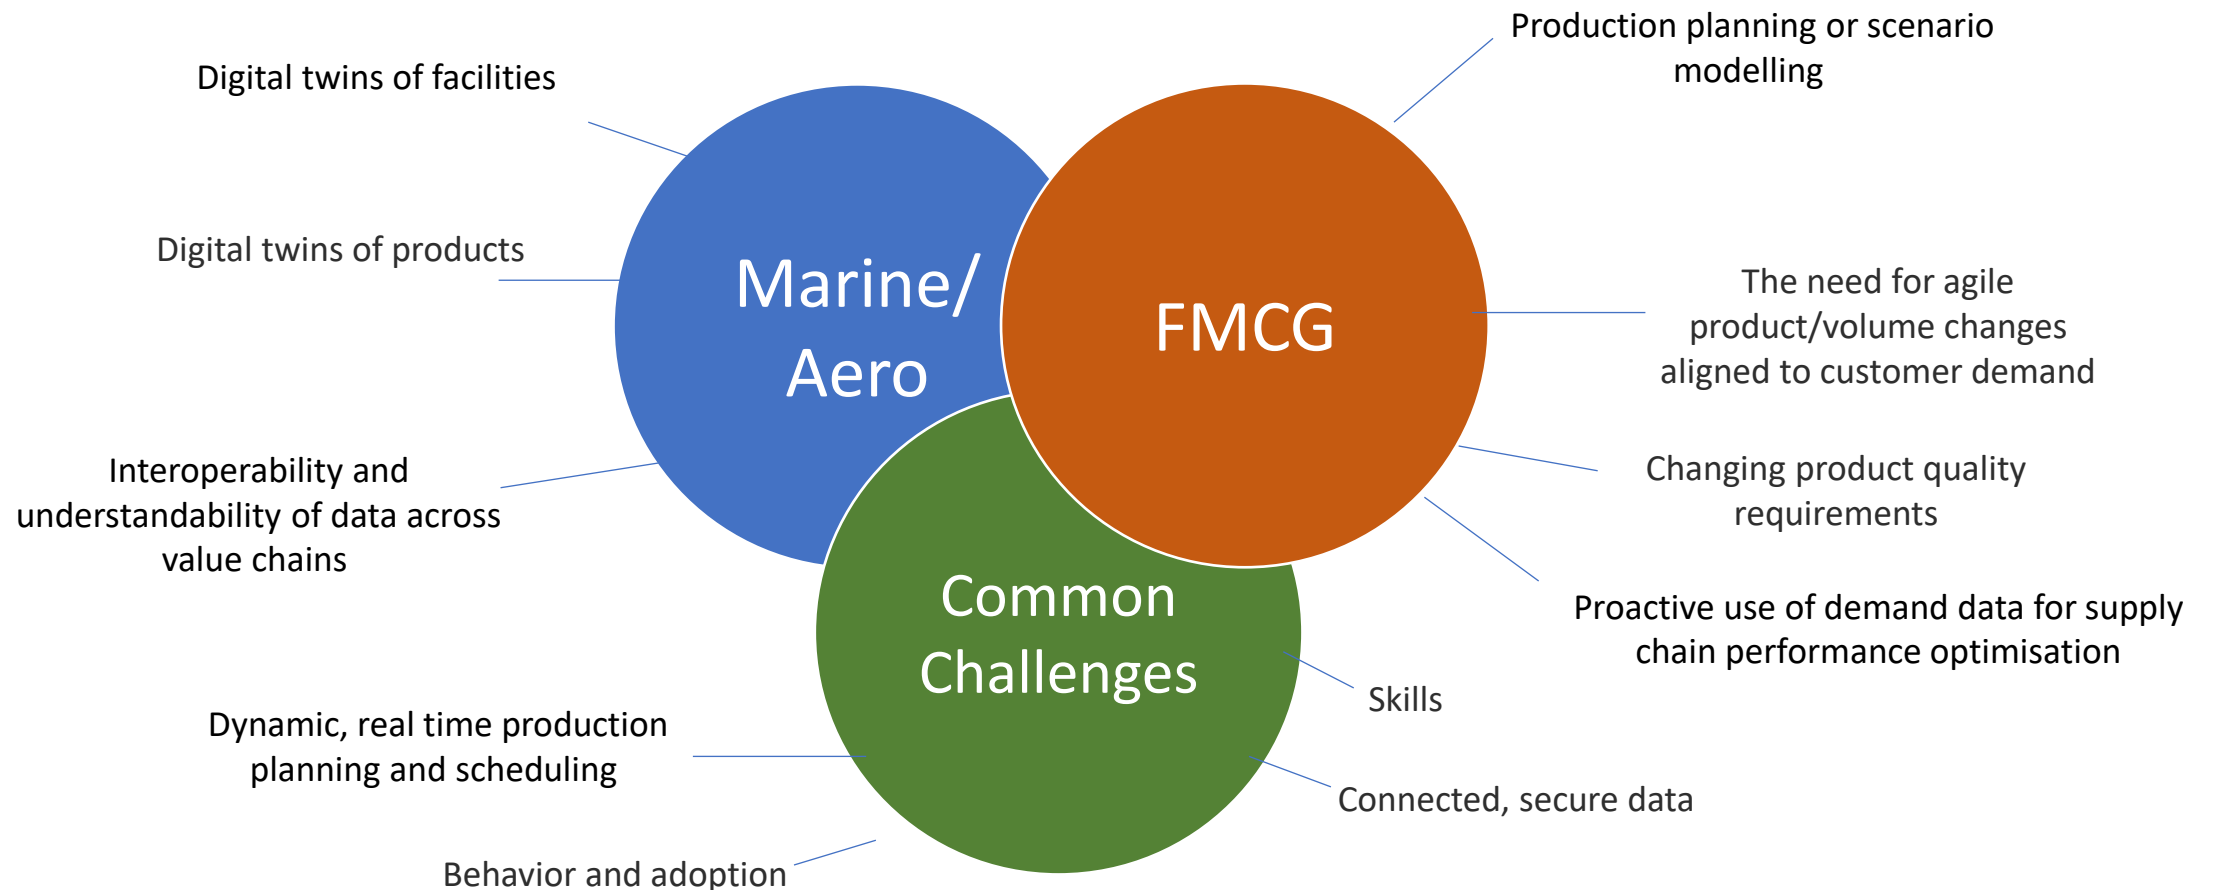 Production planning or scenario
modelling
Digital twins of facilities
Digital twins of products
Marine/
Aero
FMCG
The need for agile
product/volume changes
aligned to customer demand
Interoperability and
understandability of data across
value chains
Changing product quality
requirements
Common
Challenges
Proactive use of demand data for supply
chain performance optimisation
Skills
Dynamic, real time production
planning and scheduling
Connected, secure data
Behavior and adoption